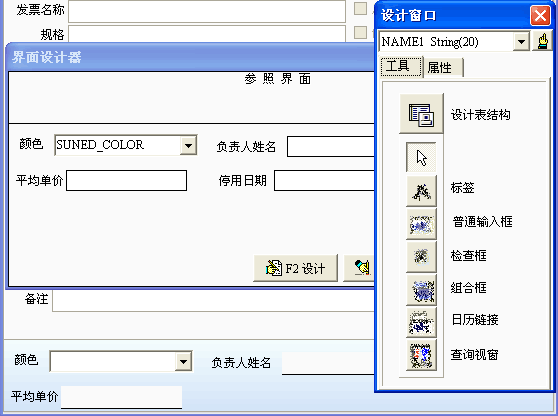 发票名称
规格
界面设计器
参 照 界 面
颜色 SUNED_COLOR 负责人姓名
平均单价 停用日期
F2 设计
备注
颜色 负责人姓名
平均单价
设计窗口
NAME1 String(20)
工具 属性
设计表结构
标签
普通输入框
检查框
组合框
日历链接
查询视窗